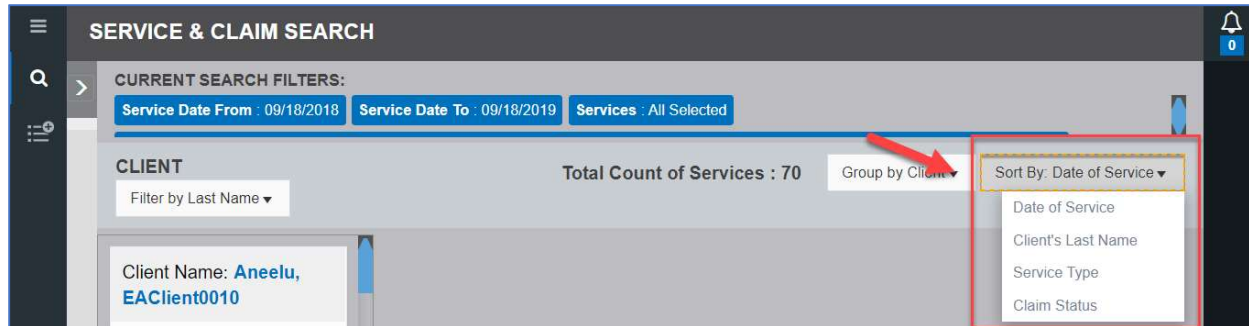 SERVICE & CLAIM SEARCH
0
CURRENT SEARCH FILTERS:
Service Date From : 09/18/2018 Service Date To : 09/18/2019 Services : All Selected
CLIENT Total Count of Services : 70 Group by Client Sort By: Date of Service
Filter by Last Name
Date of Service
Client's Last Name
Service Type
Claim Status
Client Name: Aneelu,
EAClient0010